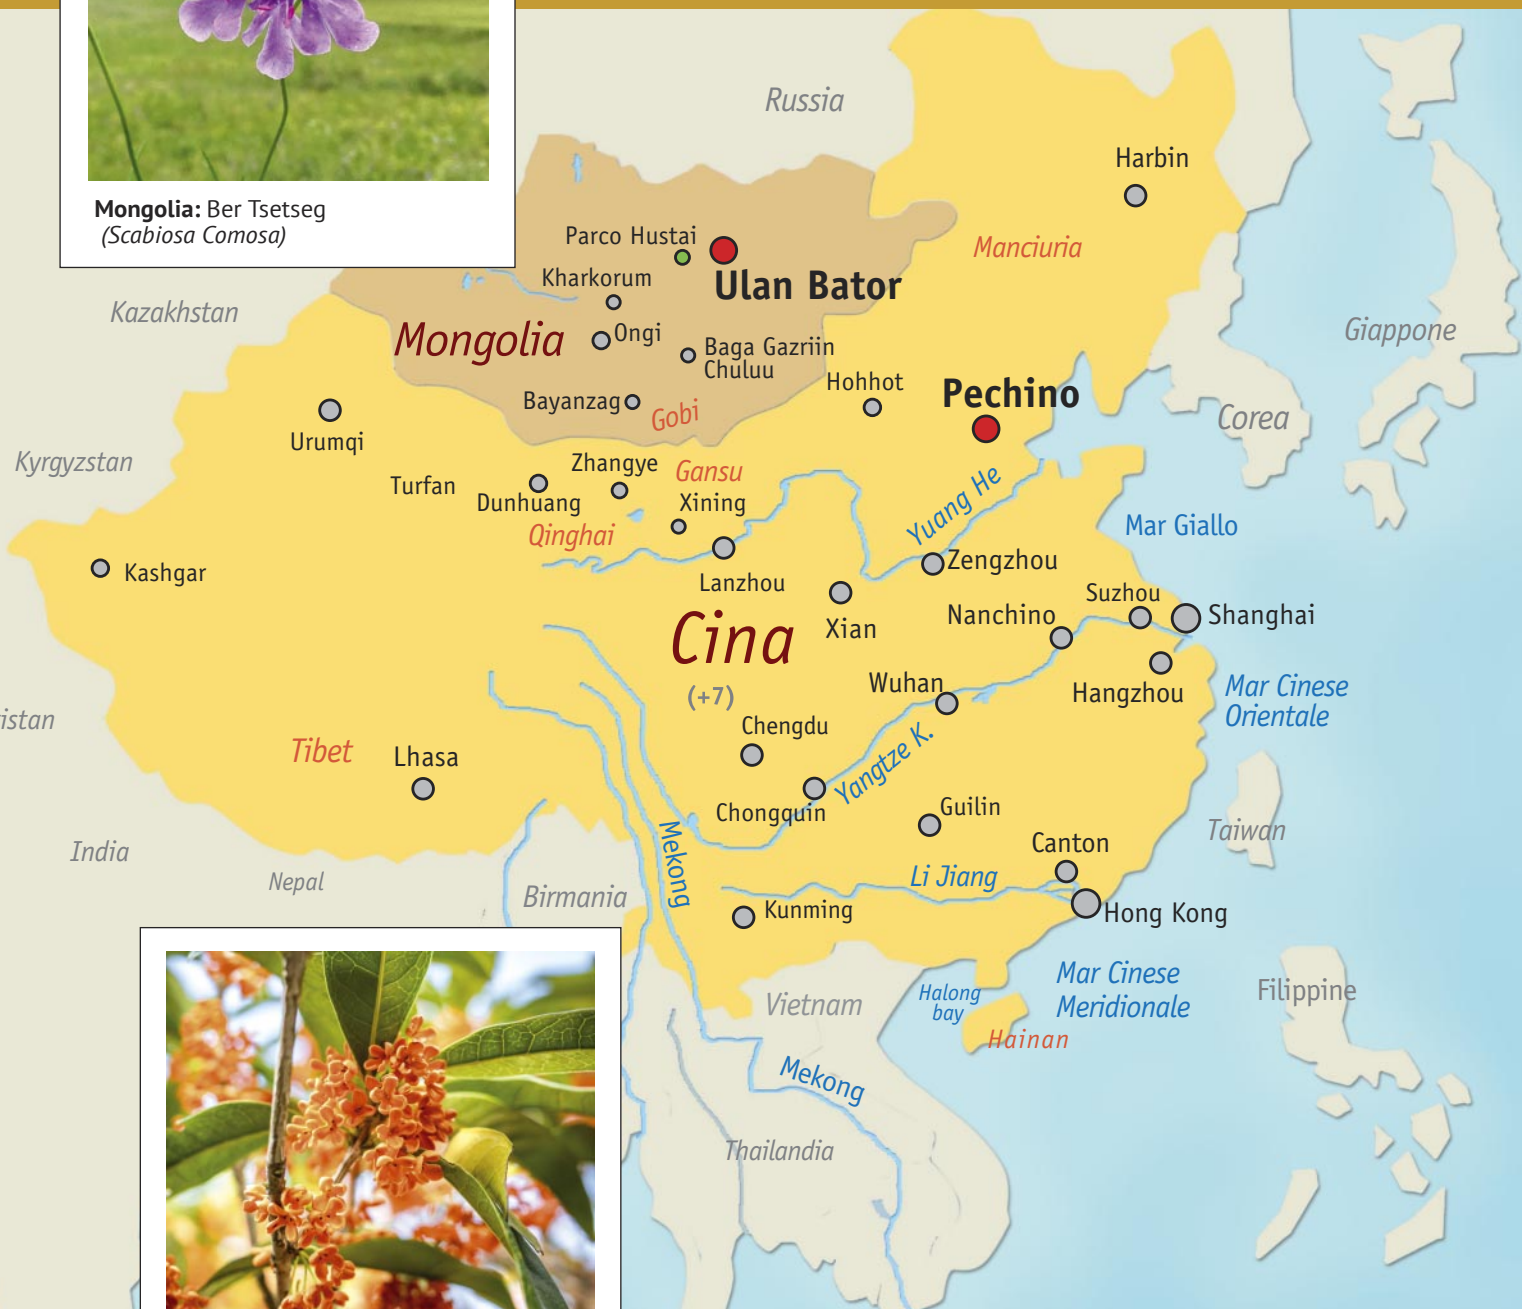 Russia
Harbin
Mongolia: Ber Tsetseg
(Scabiosa Comosa)
Parco Hustai
Manciuria
Kharkorum
Ulan Bator
Kazakhstan
Mongolia
Ongi
Baga Gazriin
Chuluu
Giappone
Hohhot
Pechino
Bayanzag
Gobi
Corea
Urumqi
Kyrgyzstan
Zhangye
Gansu
Turfan
Dunhuang
Xining
Yuang He
Mar Giallo
Qinghai
Zengzhou
Kashgar
Lanzhou
Suzhou
Nanchino
Shanghai
Cina
Xian
(+7)
Wuhan
Hangzhou
Mar Cinese
Orientale
istan
Chengdu
Tibet
Lhasa
Yangtze K.
Chongquin
Guilin
Taiwan
Canton
India
Mekong
Nepal
Li Jiang
Birmania
Kunming
Hong Kong
Mar Cinese
Meridionale
Halong
bay
Vietnam
Filippine
Hainan
Mekong
Thailandia